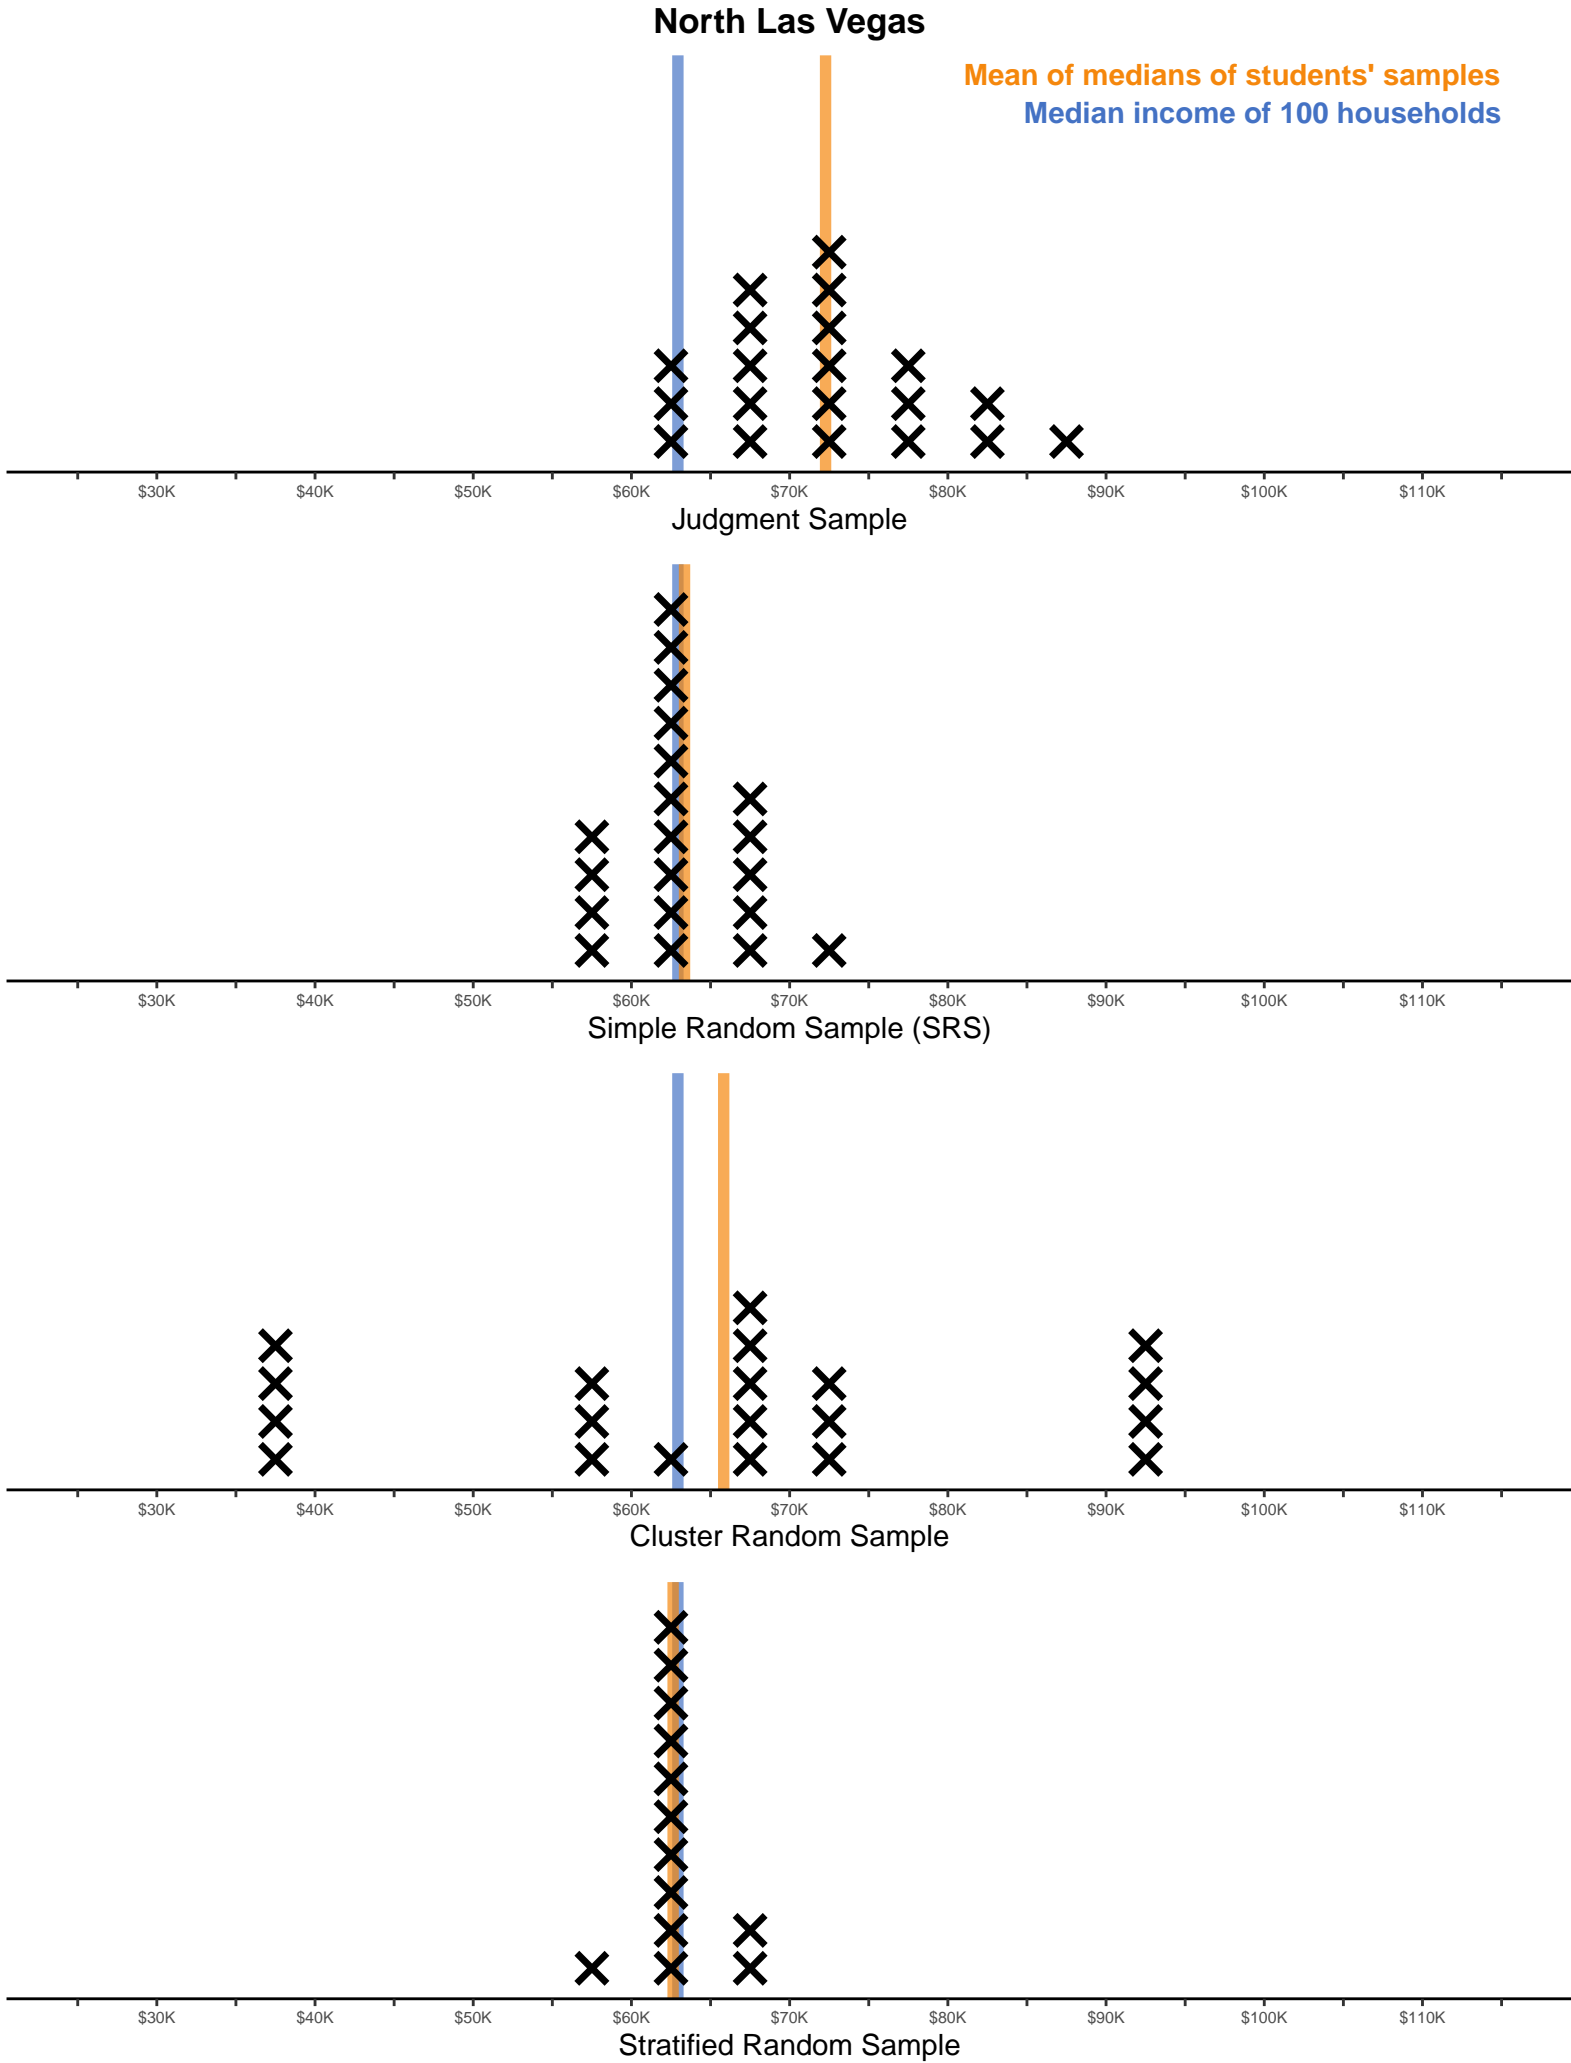 North Las Vegas
Mean of medians of students' samples
Median income of 100 households
$30K $40K $50K $60K $70K $80K $90K $100K $110K
Judgment Sample
$30K $40K $50K $60K $70K $80K $90K $100K $110K
Simple Random Sample (SRS)
$30K $40K $50K $60K $70K $80K $90K $100K $110K
Cluster Random Sample
$30K $40K $50K $60K $70K $80K $90K $100K $110K
Stratified Random Sample